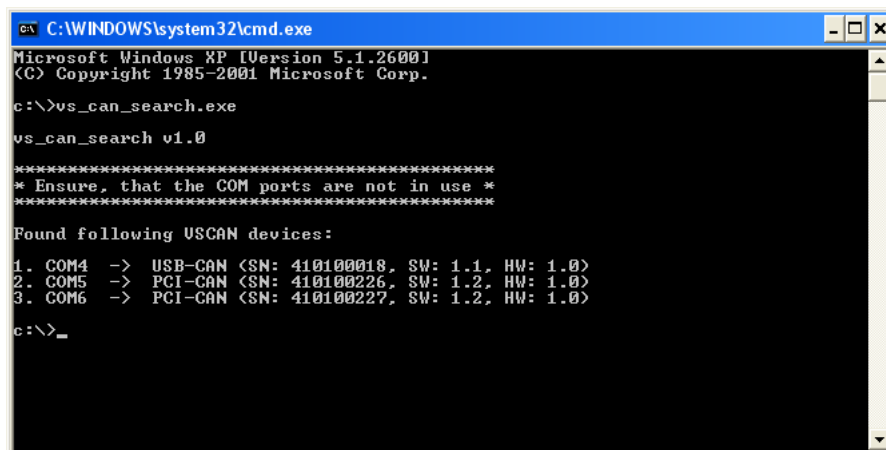 C:\WINDOWS\system32\cmd.exe
Microsoft Windows XP [Version 5.1.2600]
(C) Copyright 1985-2001 Microsoft Corp.
c:\>vs_can_search.exe
vs_can_search v1.0
*********************************************
* Ensure, that the COM ports are not in use *
*********************************************
Found following VSCAN devices:
1. COM4  ->  USB-CAN (SN: 410100018, SW: 1.1, HW: 1.0)
2. COM5  ->  PCI-CAN (SN: 410100226, SW: 1.2, HW: 1.0)
3. COM6  ->  PCI-CAN (SN: 410100227, SW: 1.2, HW: 1.0)
c:\>_